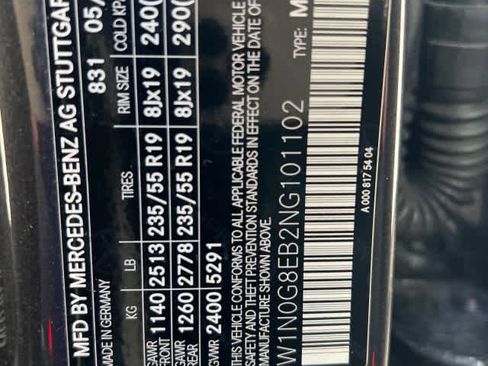 MFD BY MERCEDES-BENZ AG STUTTGAR
MADE IN GERMANY 831 05/
KG LB TIRES RIM SIZE COLD KP
GAWR FRONT 1140 2513 235/55 R19 8Jx19 240(
GAWR REAR 1260 2778 235/55 R19 8Jx19 290(
GVWR 2400 5291
THIS VEHICLE CONFORMS TO ALL APPLICABLE FEDERAL MOTOR VEHICLE
SAFETY AND THEFT PREVENTION STANDARDS IN EFFECT ON THE DATE OF
MANUFACTURE SHOWN ABOVE.
TYPE: M
W1N0G8EB2NG101102
A 000 817 54 04